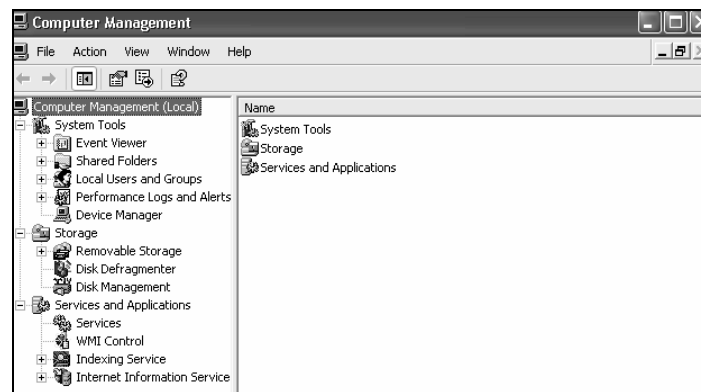 Computer Management
File Action View Window Help
Computer Management (Local)
System Tools
Event Viewer
Shared Folders
Local Users and Groups
Performance Logs and Alerts
Device Manager
Storage
Removable Storage
Disk Defragmenter
Disk Management
Services and Applications
Services
WMI Control
Indexing Service
Internet Information Service
Name
System Tools
Storage
Services and Applications